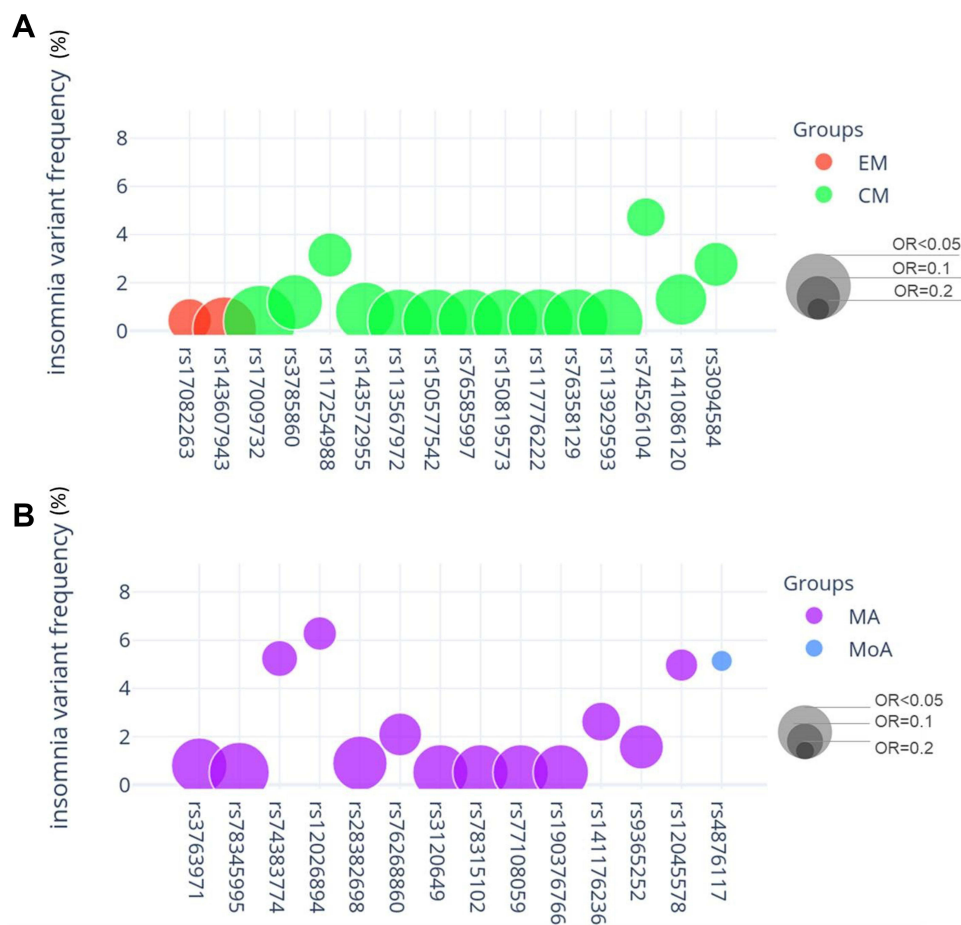 A
insomnia variant frequency (%)
8
6
4
2
0
rs17082263
rs143607943
rs17009732
rs3785860
rs117254988
rs143572955
rs113567972
rs150577542
rs76585997
rs150819573
rs117776222
rs76358129
rs113929593
rs74526104
rs141086120
rs3094584
Groups
EM
CM
OR<0.05
OR=0.1
OR=0.2
B
insomnia variant frequency (%)
8
6
4
2
0
rs3763971
rs78345995
rs74383774
rs12026894
rs28382698
rs76268860
rs3120649
rs78315102
rs77108059
rs190376766
rs141176236
rs9365252
rs12045578
rs4876117
Groups
MA
MoA
OR<0.05
OR=0.1
OR=0.2